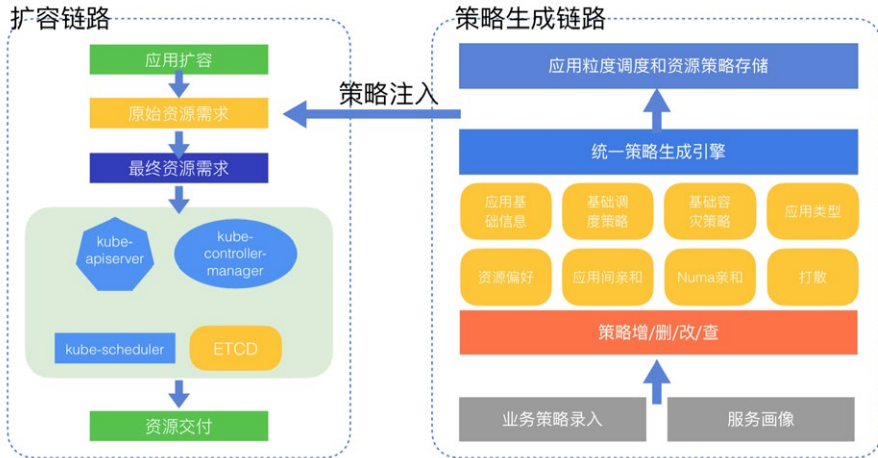 扩容链路
应用扩容
原始资源需求
最终资源需求
kube-
apiserver
kube-
controller-
manager
kube-scheduler
ETCD
资源交付
策略注入
策略生成链路
应用粒度调度和资源策略存储
统一策略生成引擎
应用基
础信息
基础调
度策略
基础容
灾策略
应用类型
资源偏好
应用间亲和
Numa亲和
打散
策略增/删/改/查
业务策略录入
服务画像